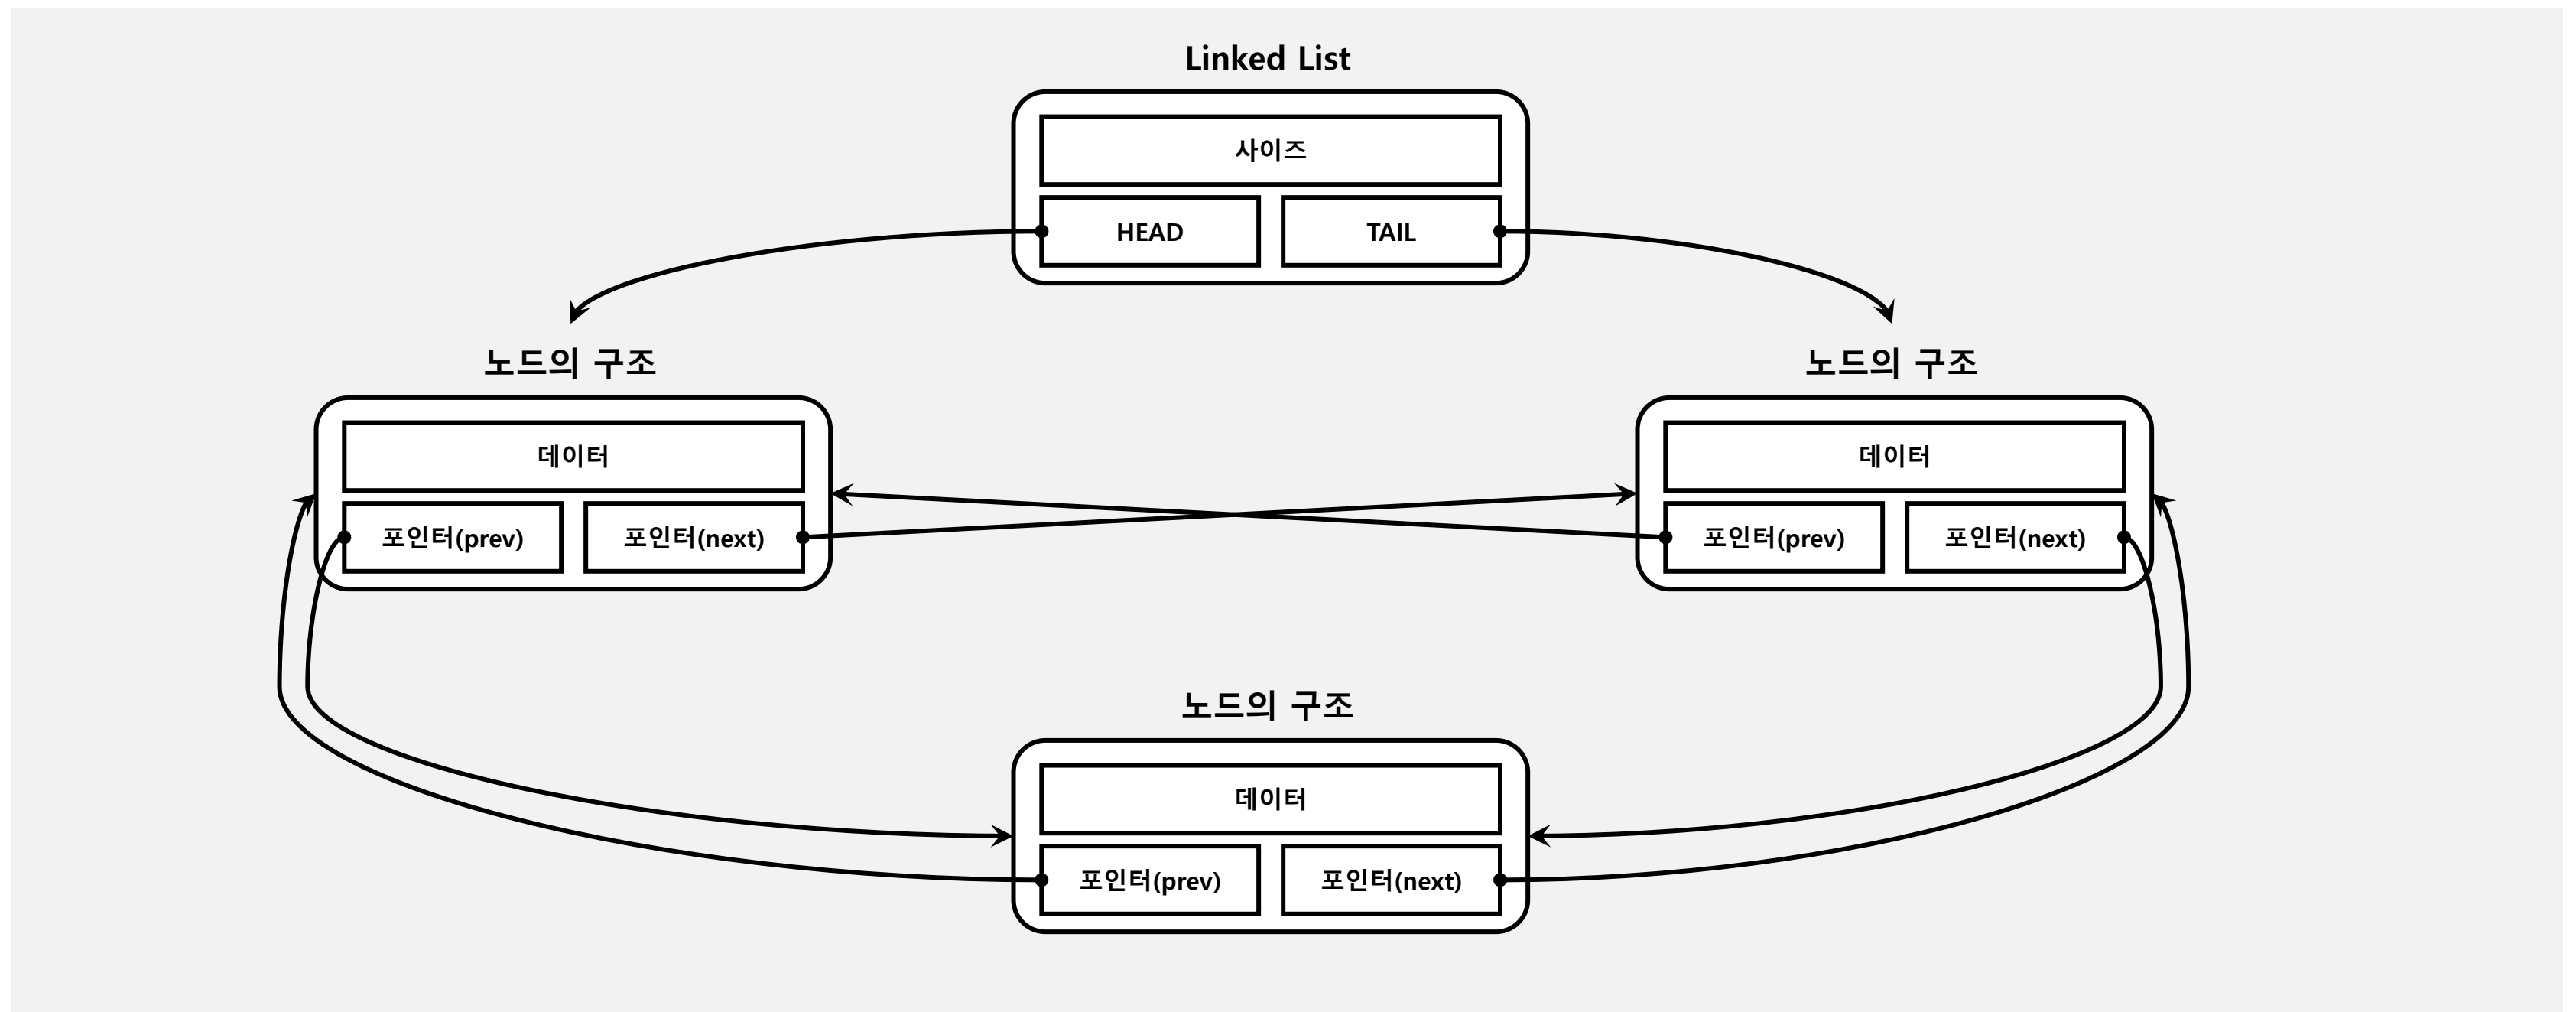 Linked List
사이즈
HEAD
TAIL
노드의 구조
데이터
포인터(prev)
포인터(next)
노드의 구조
데이터
포인터(prev)
포인터(next)
노드의 구조
데이터
포인터(prev)
포인터(next)